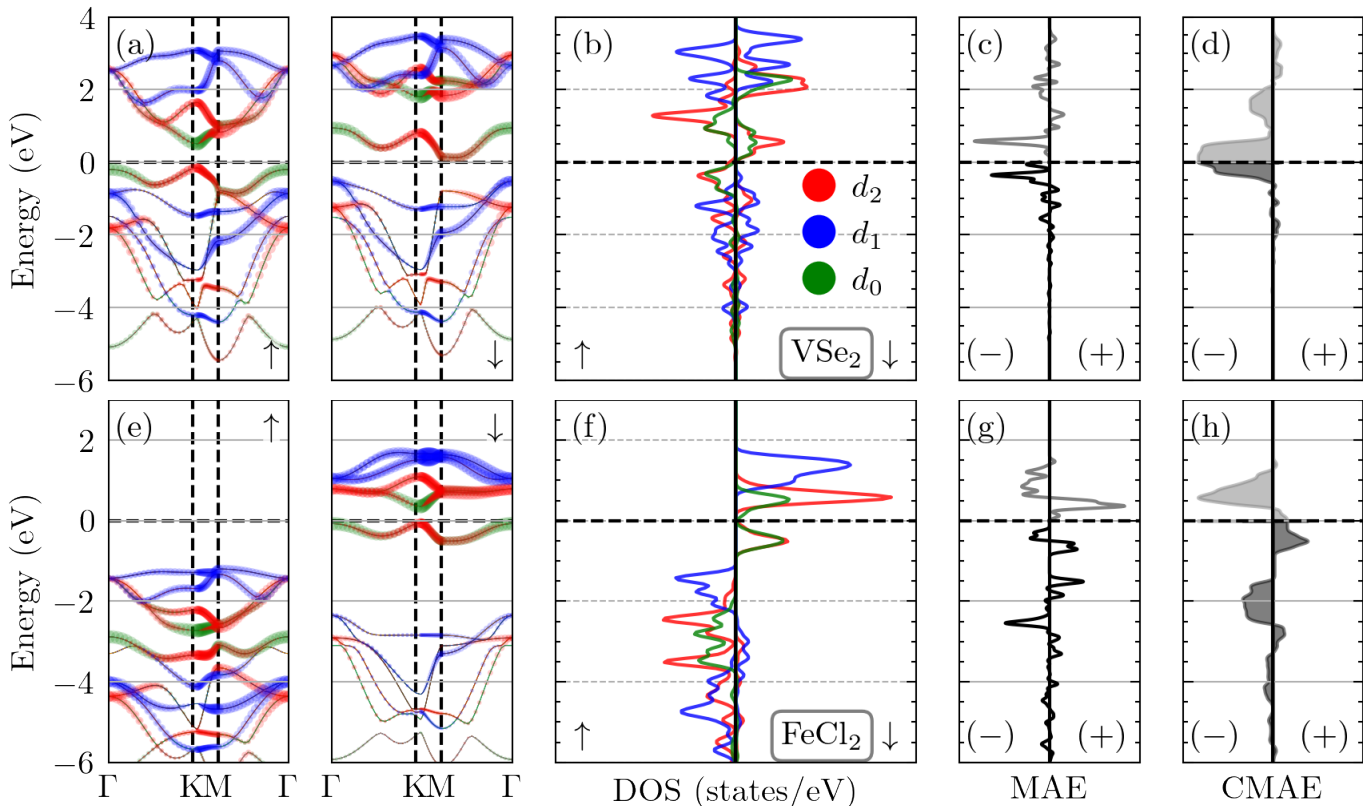 4
2
0
−2
−4
−6
Energy (eV)
(a)
↑
↓
(b)
d2
d1
d0
↑
VSe2
↓
(c)
(−)
(+)
(d)
(−)
(+)
2
0
−2
−4
−6
Energy (eV)
(e)
↑
↓
(f)
↑
FeCl2
↓
(g)
(−)
(+)
(h)
(−)
(+)
Γ KM Γ
Γ KM Γ
DOS (states/eV)
MAE
CMAE